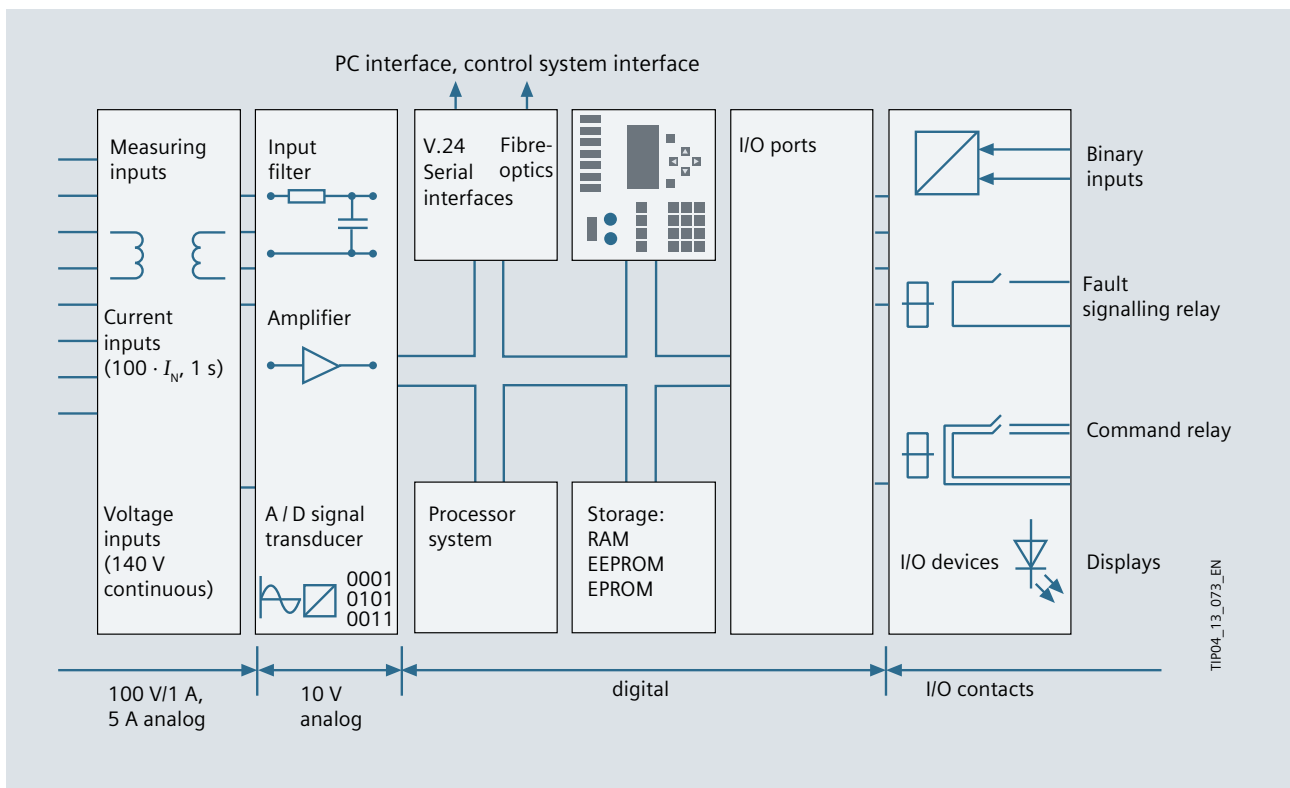 PC interface, control system interface
Measuring
inputs
Current
inputs
(100 · IN, 1 s)
Voltage
inputs
(140 V
continuous)
Input
filter
Amplifier
A / D signal
transducer
0001
0101
0011
V.24
Serial
interfaces
Fibre-
optics
Processor
system
Storage:
RAM
EEPROM
EPROM
I/O ports
I/O devices
Binary
inputs
Fault
signalling relay
Command relay
Displays
100 V/1 A,
5 A analog
10 V
analog
digital
I/O contacts
TIP04_13_073_EN